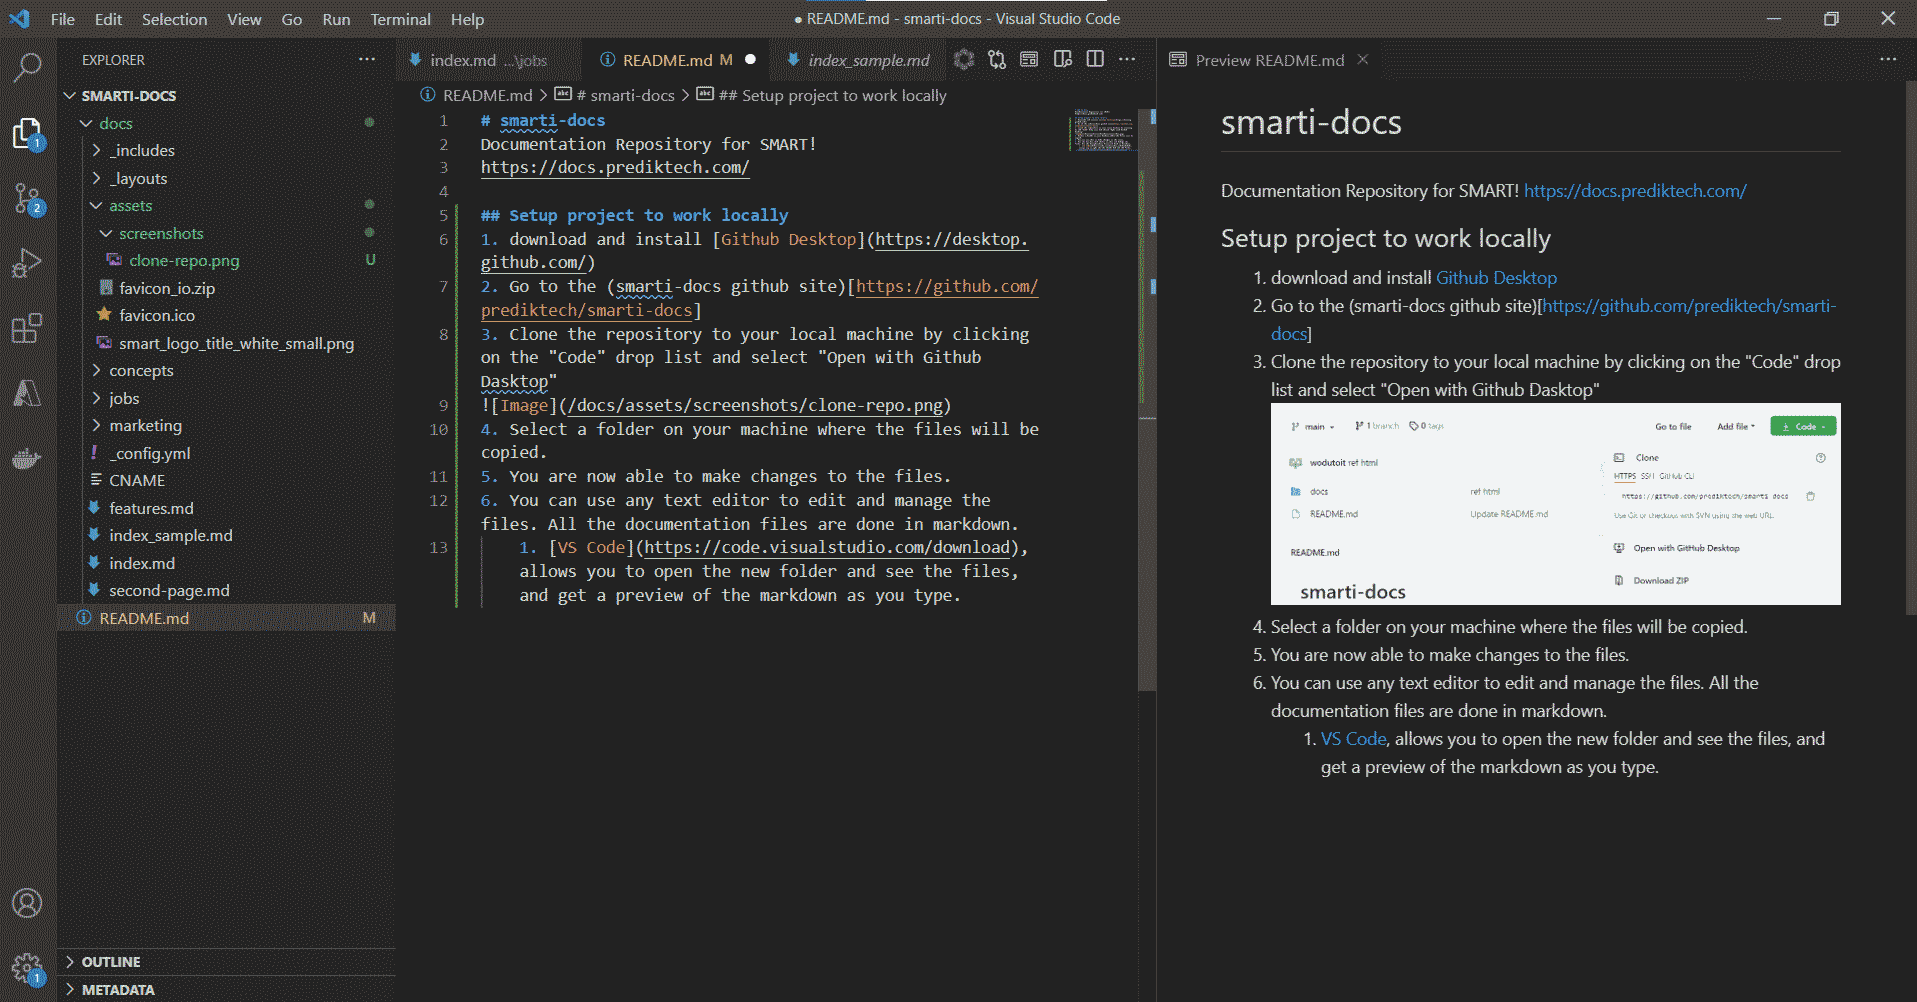 File Edit Selection View Go Run Terminal Help
● README.md - smarti-docs - Visual Studio Code
EXPLORER
SMARTI-DOCS
docs
_includes
_layouts
assets
screenshots
clone-repo.png U
favicon_io.zip
favicon.ico
smart_logo_title_white_small.png
concepts
jobs
marketing
_config.yml
CNAME
features.md
index_sample.md
index.md
second-page.md
README.md M
OUTLINE
METADATA
1
2
2
1
index.md ...\jobs
README.md M
index_sample.md
README.md > # smarti-docs > ## Setup project to work locally
1 # smarti-docs
2 Documentation Repository for SMART!
3 https://docs.prediktech.com/
4
5 ## Setup project to work locally
6 1. download and install [Github Desktop](https://desktop.
github.com/)
7 2. Go to the (smarti-docs github site)[https://github.com/
prediktech/smarti-docs]
8 3. Clone the repository to your local machine by clicking
on the "Code" drop list and select "Open with Github
Dasktop"
9 ![Image](/docs/assets/screenshots/clone-repo.png)
10 4. Select a folder on your machine where the files will be
copied.
11 5. You are now able to make changes to the files.
12 6. You can use any text editor to edit and manage the
files. All the documentation files are done in markdown.
13 1. [VS Code](https://code.visualstudio.com/download),
allows you to open the new folder and see the files,
and get a preview of the markdown as you type.
Preview README.md
smarti-docs
Documentation Repository for SMART! https://docs.prediktech.com/
Setup project to work locally
1. download and install Github Desktop
2. Go to the (smarti-docs github site)[https://github.com/prediktech/smarti-
docs]
3. Clone the repository to your local machine by clicking on the "Code" drop
list and select "Open with Github Dasktop"
main 1 branch 0 tags Go to file Add file Code
wodutoit ref html
docs ref html
README.md Update README.md
README.md
smarti-docs
Clone
HTTPS SSH GitHub CLI
https://github.com/prediktech/smarti-docs
Use Git or checkout with SVN using the web URL.
Open with GitHub Desktop
Download ZIP
4. Select a folder on your machine where the files will be copied.
5. You are now able to make changes to the files.
6. You can use any text editor to edit and manage the files. All the
documentation files are done in markdown.
1. VS Code, allows you to open the new folder and see the files, and
get a preview of the markdown as you type.